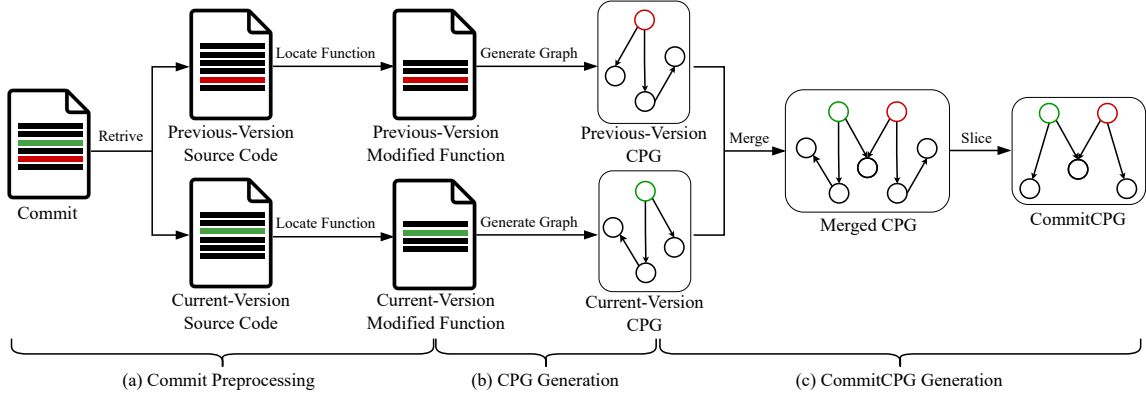 Commit
Retrive
Previous-Version
Source Code
Locate Function
Previous-Version
Modified Function
Generate Graph
Previous-Version
CPG
Current-Version
Source Code
Locate Function
Current-Version
Modified Function
Generate Graph
Current-Version
CPG
Merge
Merged CPG
Slice
CommitCPG
(a) Commit Preprocessing
(b) CPG Generation
(c) CommitCPG Generation